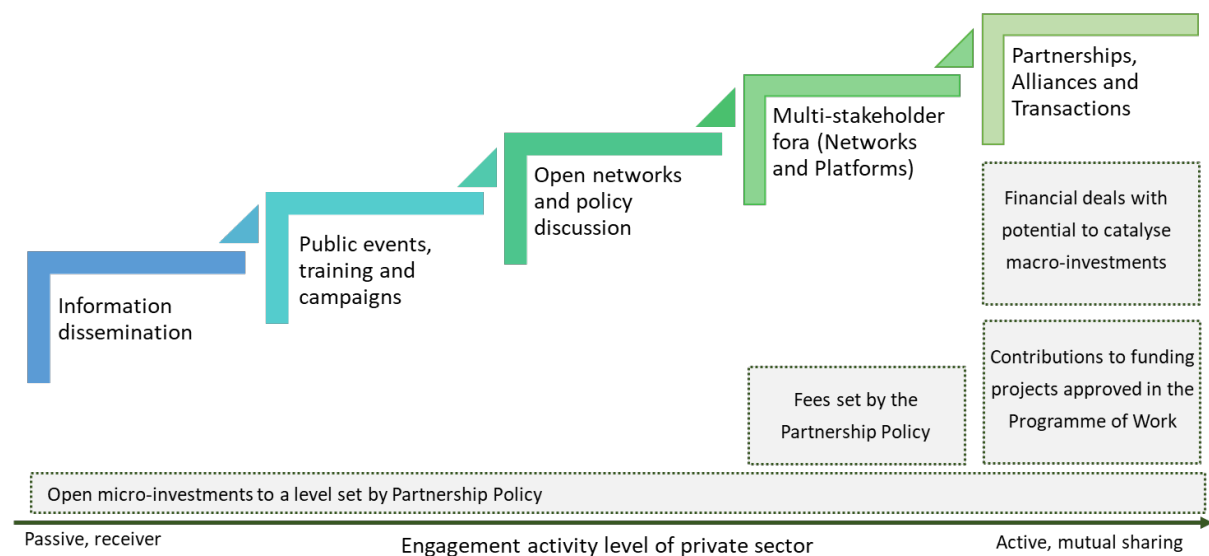 Partnerships,
Alliances and
Transactions
Multi-stakeholder
fora (Networks
and Platforms)
Open networks
and policy
discussion
Public events,
training and
campaigns
Information
dissemination
Financial deals with
potential to catalyse
macro-investments
Contributions to funding
projects approved in the
Programme of Work
Fees set by the
Partnership Policy
Open micro-investments to a level set by Partnership Policy
Passive, receiver
Engagement activity level of private sector
Active, mutual sharing